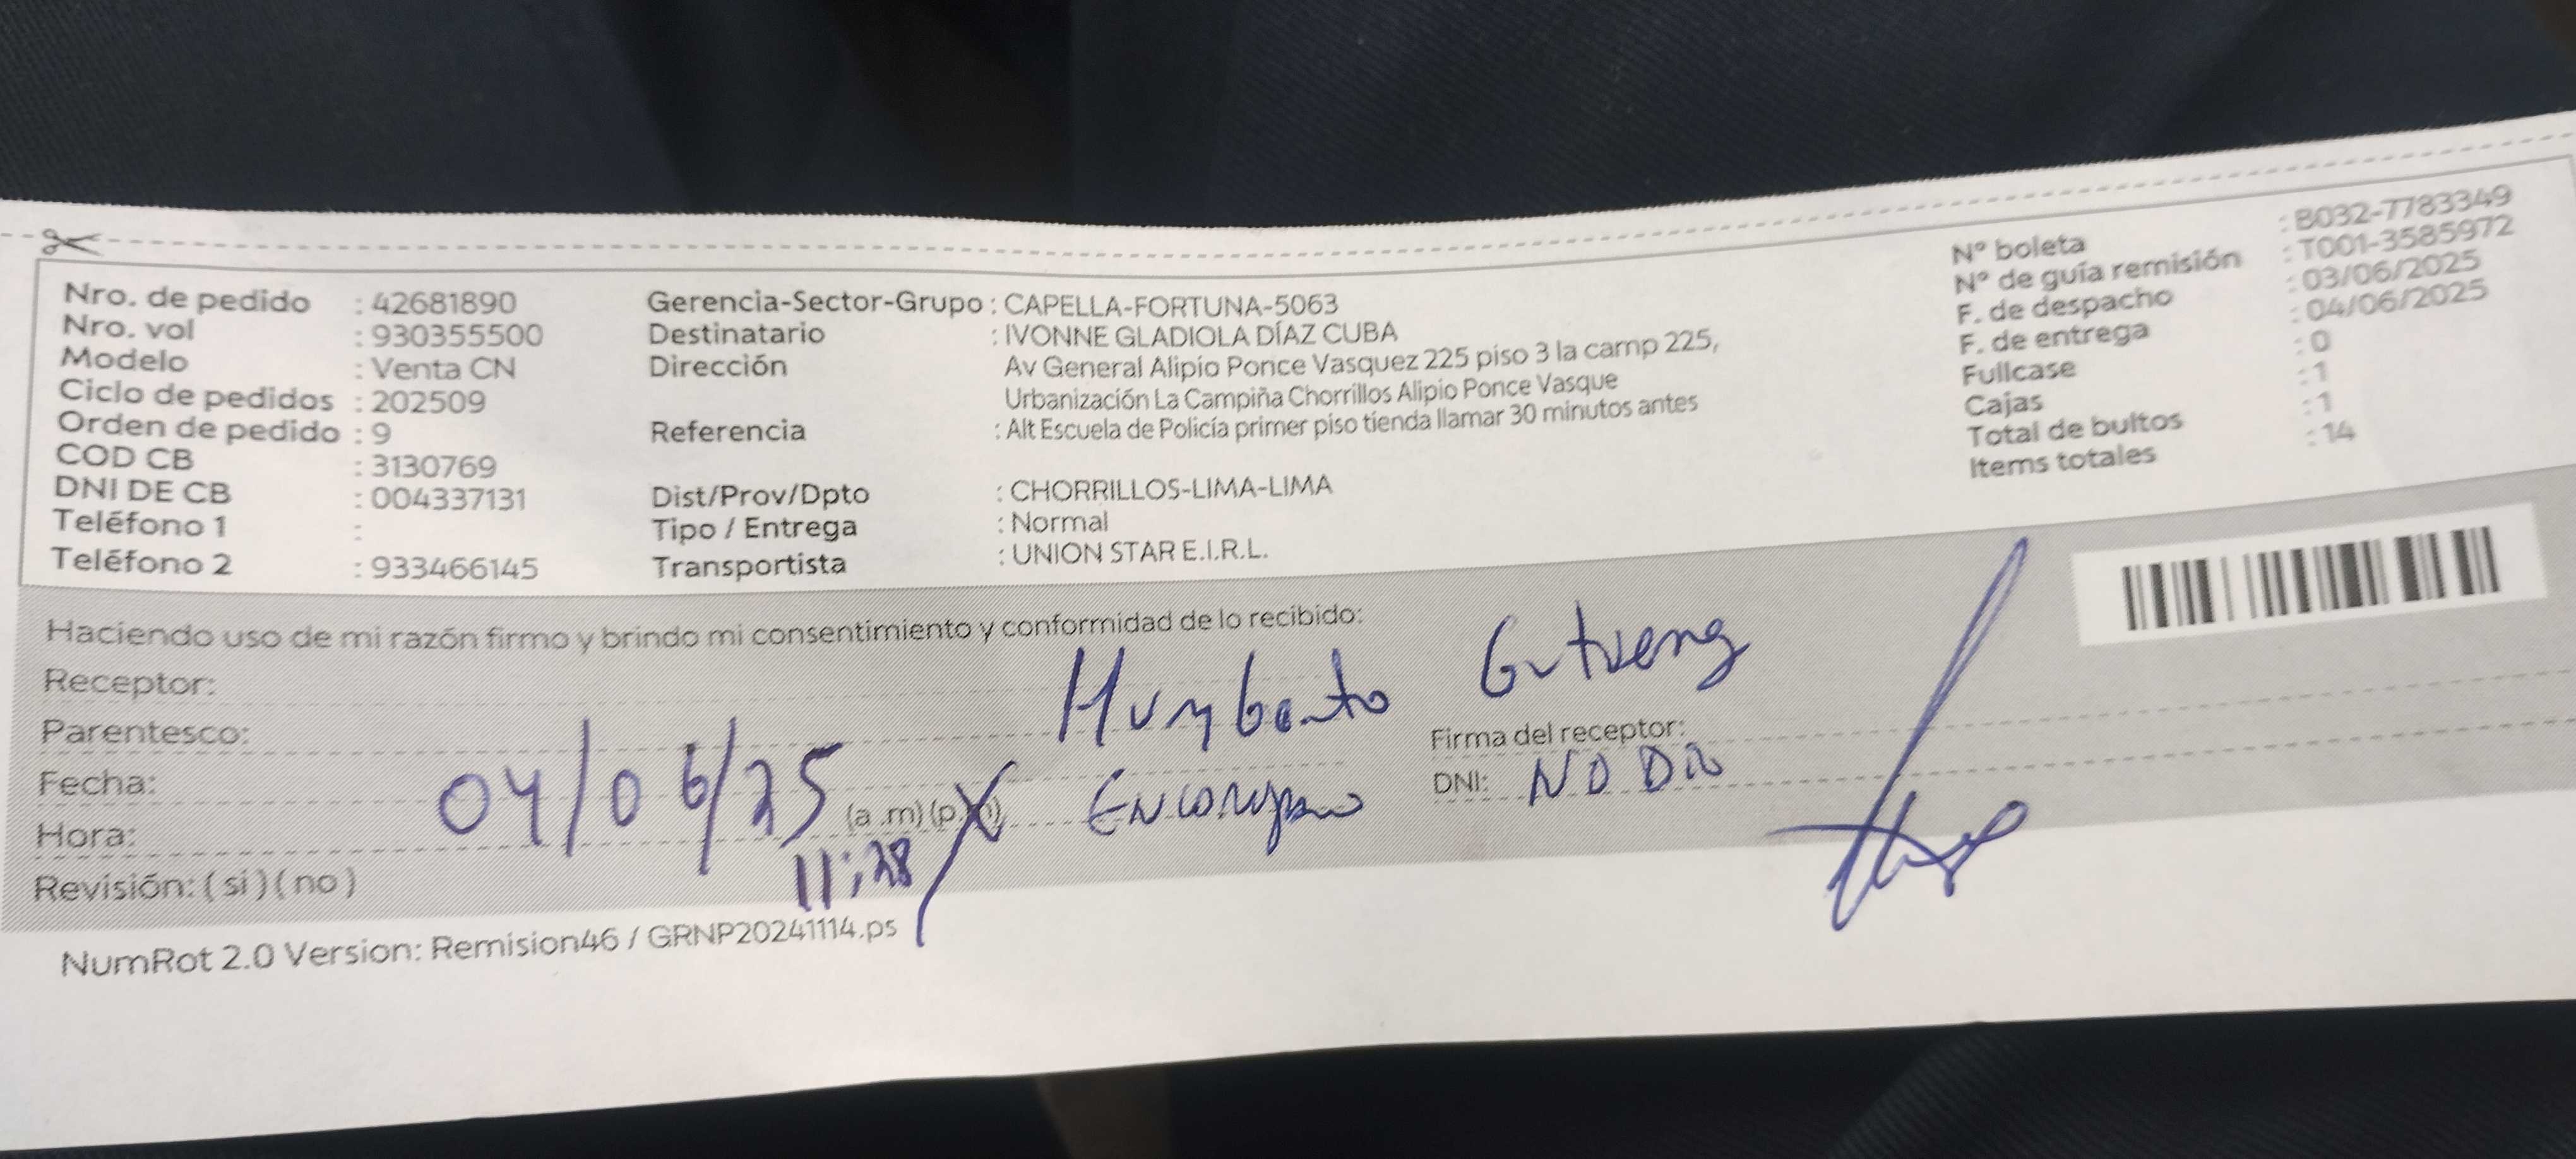 Nro. de pedido : 42681890
Nro. vol : 930355500
Modelo : Venta CN
Ciclo de pedidos : 202509
Orden de pedido : 9
COD CB : 3130769
DNI DE CB : 004337131
Teléfono 1 :
Teléfono 2 : 933466145
Gerencia-Sector-Grupo : CAPELLA-FORTUNA-5063
Destinatario : IVONNE GLADIOLA DÍAZ CUBA
Dirección Av General Alipio Ponce Vasquez 225 piso 3 la camp 225,
Urbanización La Campiña Chorrillos Alipio Ponce Vasque
Referencia : Alt Escuela de Policía primer piso tienda llamar 30 minutos antes
Dist/Prov/Dpto : CHORRILLOS-LIMA-LIMA
Tipo / Entrega : Normal
Transportista : UNION STAR E.I.R.L.
N° boleta : B032-7783349
N° de guía remisión : T001-3585972
F. de despacho : 03/06/2025
F. de entrega : 04/06/2025
Fullcase : 0
Cajas : 1
Total de bultos : 1
Items totales : 14
Haciendo uso de mi razón firmo y brindo mi consentimiento y conformidad de lo recibido:
Receptor: Humberto
Parentesco:
Fecha: 04/06/25
Hora: (a .m) (p.m)
11:28
Revisión: ( si ) ( no )
Firma del receptor:
DNI: NO DIO
NumRot 2.0 Version: Remision46 / GRNP20241114.ps